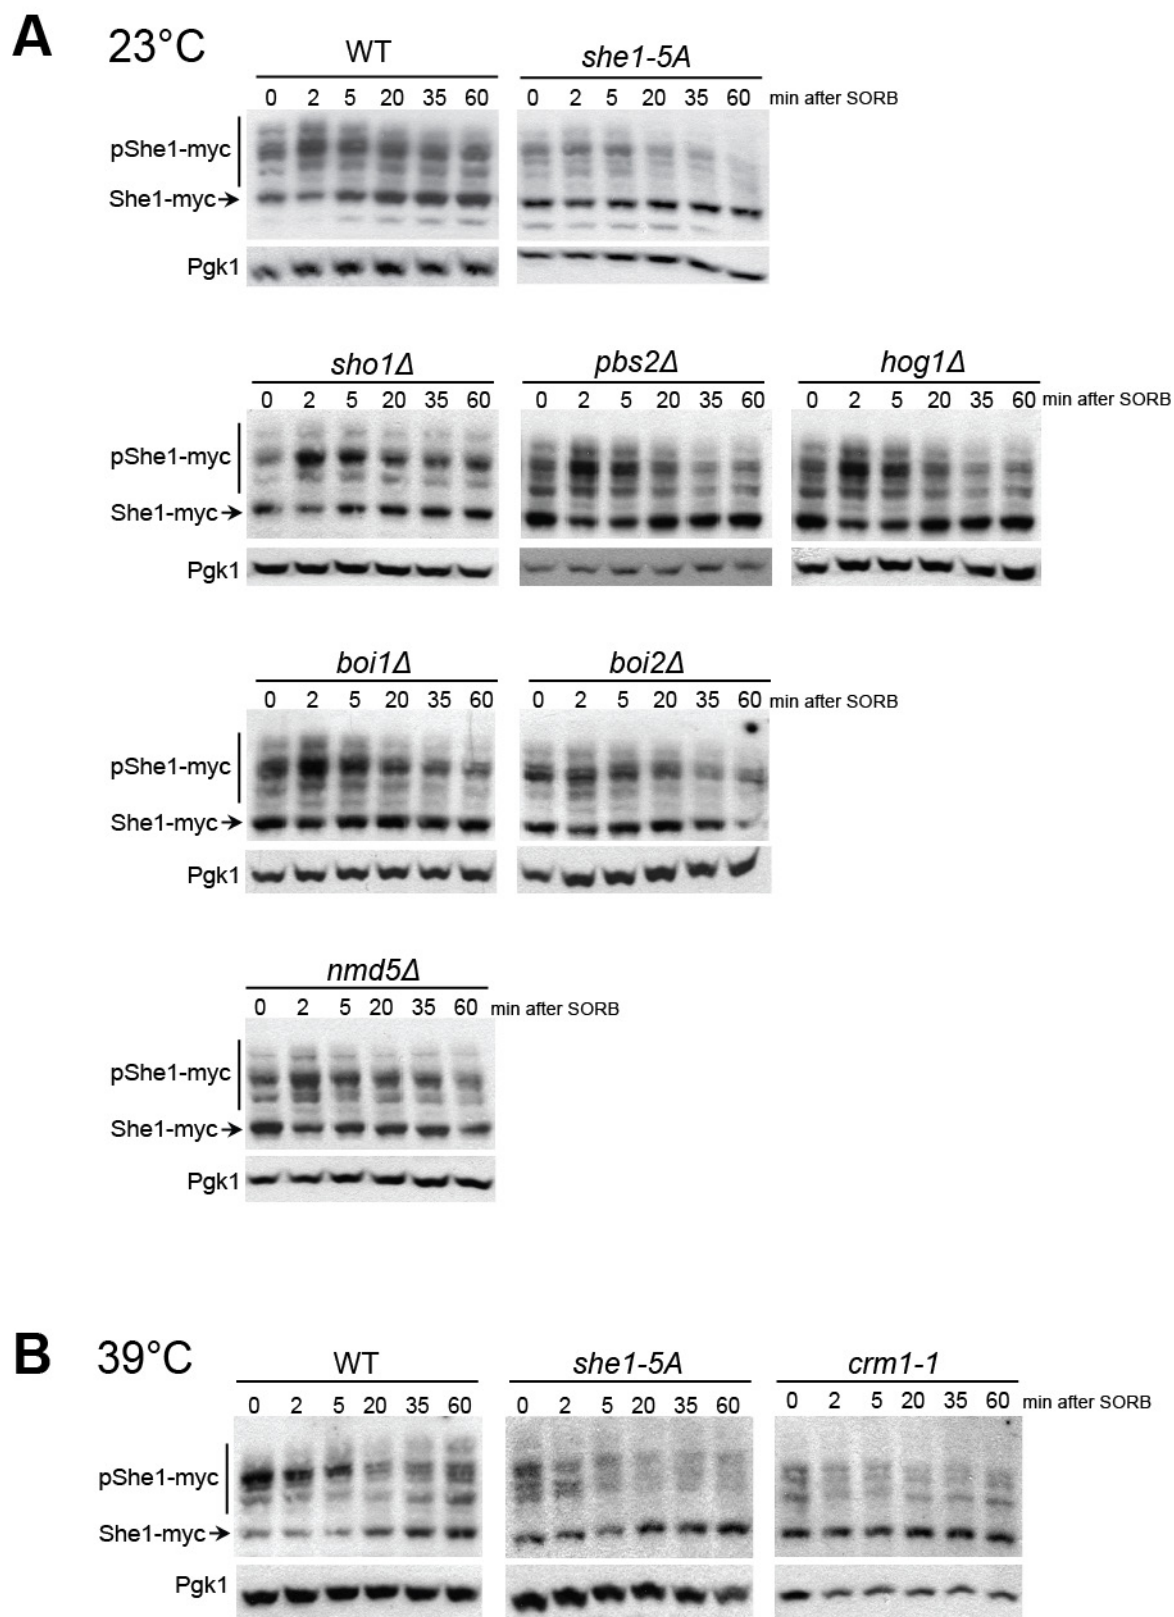 A 23°C
WT she1-5A
0 2 5 20 35 60 0 2 5 20 35 60 min after SORB
pShe1-myc
She1-myc→
Pgk1
sho1Δ pbs2Δ hog1Δ
0 2 5 20 35 60 0 2 5 20 35 60 0 2 5 20 35 60 min after SORB
pShe1-myc
She1-myc→
Pgk1
boi1Δ boi2Δ
0 2 5 20 35 60 0 2 5 20 35 60 min after SORB
pShe1-myc
She1-myc→
Pgk1
nmd5Δ
0 2 5 20 35 60 min after SORB
pShe1-myc
She1-myc→
Pgk1
B 39°C
WT she1-5A crm1-1
0 2 5 20 35 60 0 2 5 20 35 60 0 2 5 20 35 60 min after SORB
pShe1-myc
She1-myc→
Pgk1